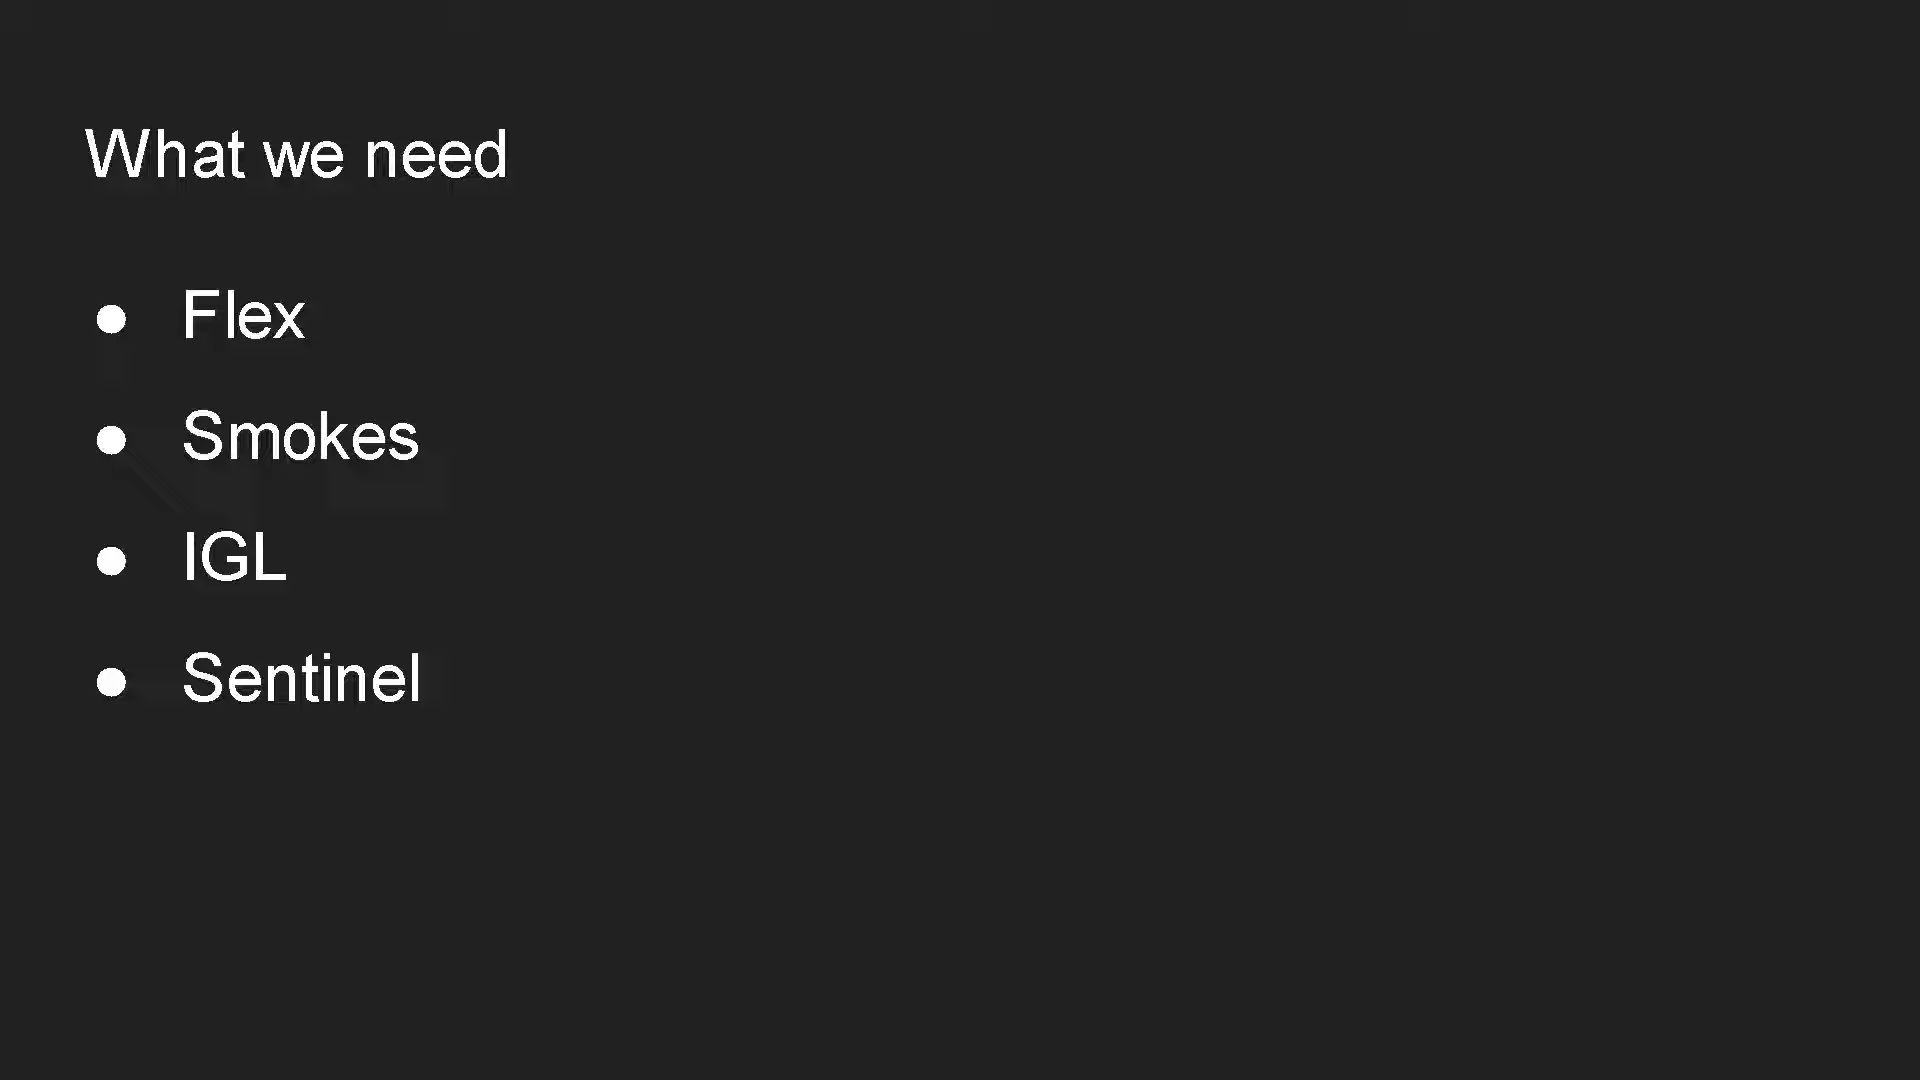 What we need
● Flex
● Smokes
● IGL
● Sentinel